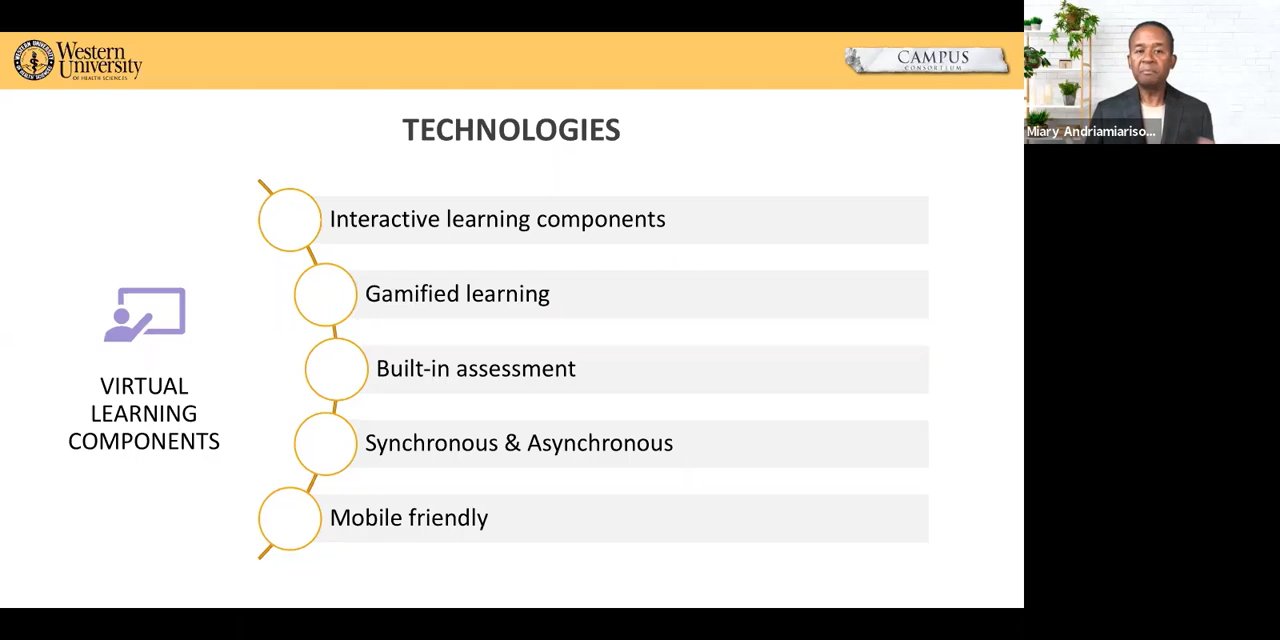 Western
University
OF HEALTH SCIENCES
CAMPUS
CONSORTIUM
Miary Andriamiariso...
TECHNOLOGIES
Interactive learning components
Gamified learning
Built-in assessment
Synchronous & Asynchronous
Mobile friendly
VIRTUAL
LEARNING
COMPONENTS